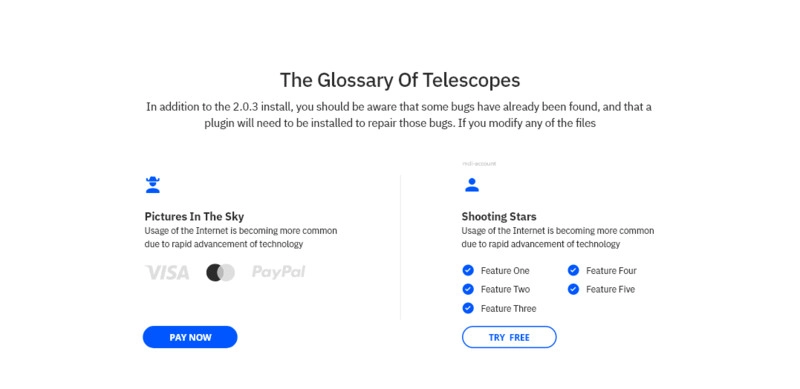 The Glossary Of Telescopes
In addition to the 2.0.3 install, you should be aware that some bugs have already been found, and that a
plugin will need to be installed to repair those bugs. If you modify any of the files
mdi-account
Pictures In The Sky
Usage of the Internet is becoming more common
due to rapid advancement of technology
VISA PayPal
PAY NOW
Shooting Stars
Usage of the Internet is becoming more common
due to rapid advancement of technology
Feature One
Feature Four
Feature Two
Feature Five
Feature Three
TRY FREE